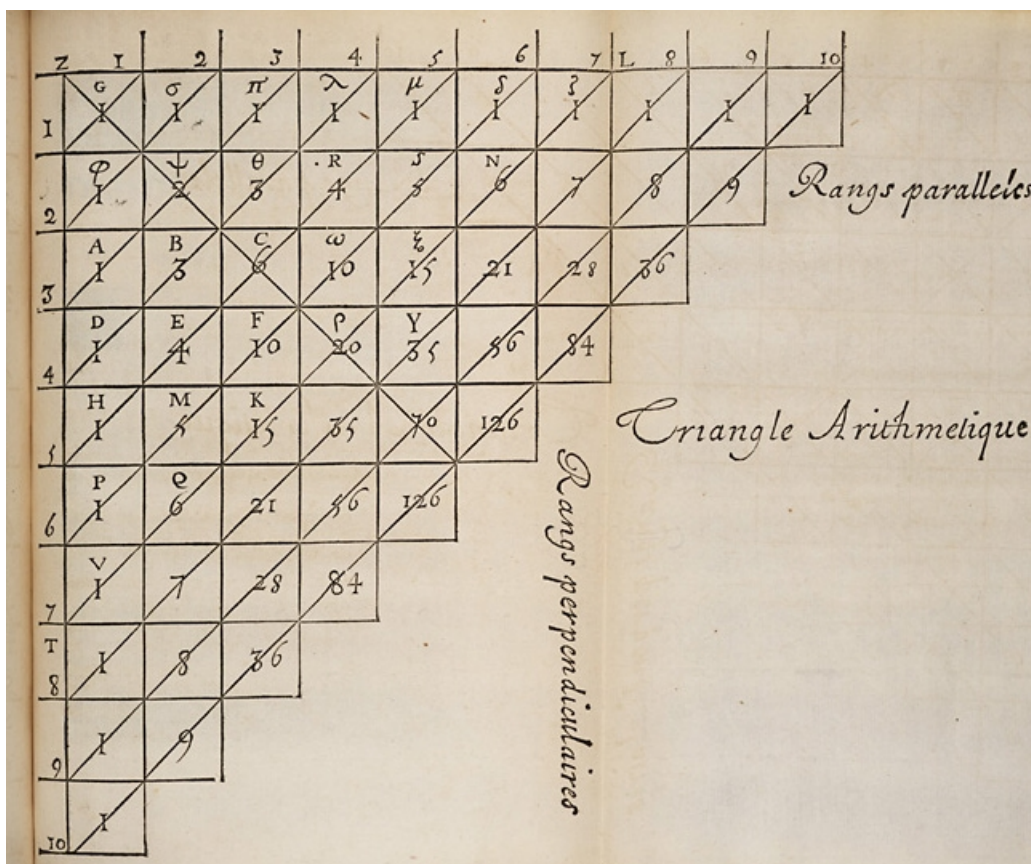 Z 1 2 3 4 5 6 7 L 8 9 10
G σ π λ μ δ ζ
1 1 1 1 1 1 1 1 1 1 1
φ ψ θ R S N
2 1 2 3 4 5 6 7 8 9
Rangs paralleles
A B C ω ξ
3 1 3 6 10 15 21 28 36
D E F ρ Y
4 1 4 10 20 35 56 84
H M K
5 1 5 15 35 70 126
Triangle Arithmetique
P Q
6 1 6 21 56 126
V
7 1 7 28 84
T
8 1 8 36
9 1 9
10 1
Rangs perpendiculaires